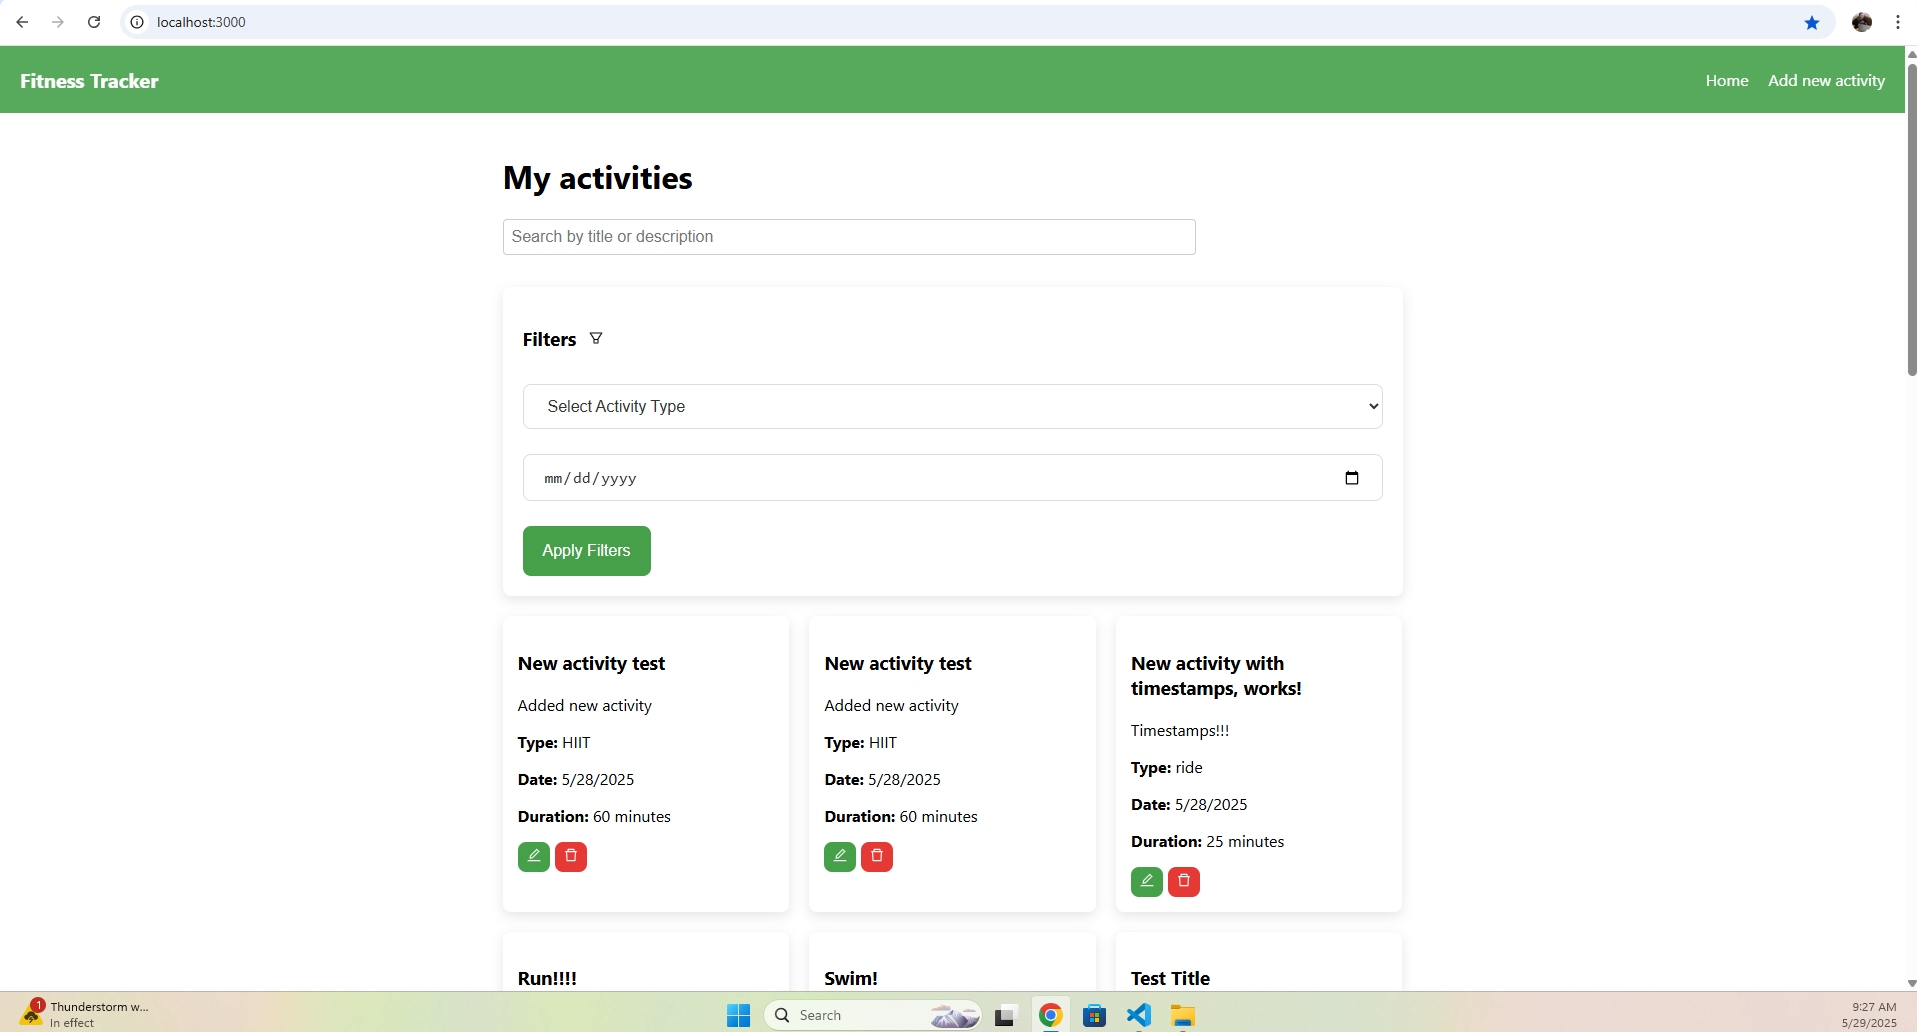 localhost:3000
Fitness Tracker
Home
Add new activity
My activities
Search by title or description
Filters
Select Activity Type
mm/dd/yyyy
Apply Filters
New activity test
Added new activity
Type: HIIT
Date: 5/28/2025
Duration: 60 minutes
New activity test
Added new activity
Type: HIIT
Date: 5/28/2025
Duration: 60 minutes
New activity with
timestamps, works!
Timestamps!!!
Type: ride
Date: 5/28/2025
Duration: 25 minutes
Run!!!!
Swim!
Test Title
1
Thunderstorm w...
In effect
Search
9:27 AM
5/29/2025